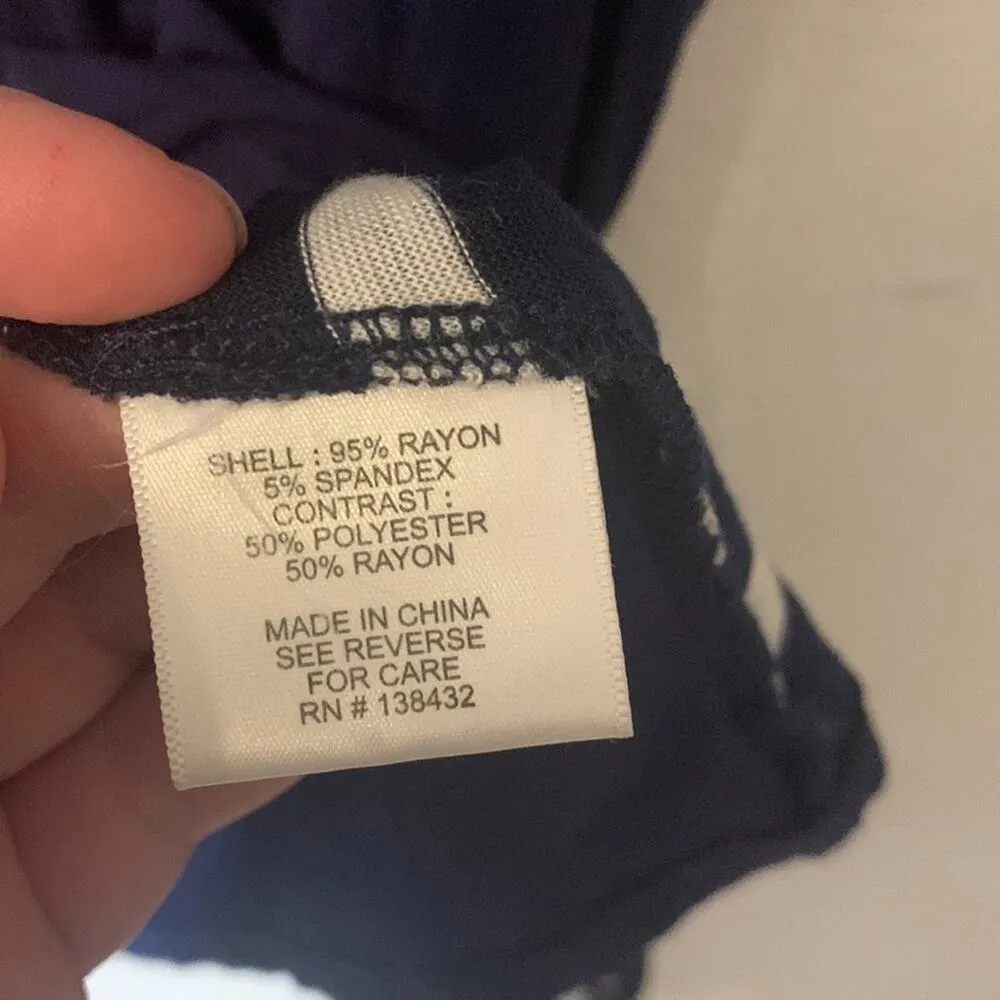 SHELL : 95% RAYON
5% SPANDEX
CONTRAST :
50% POLYESTER
50% RAYON
MADE IN CHINA
SEE REVERSE
FOR CARE
RN # 138432